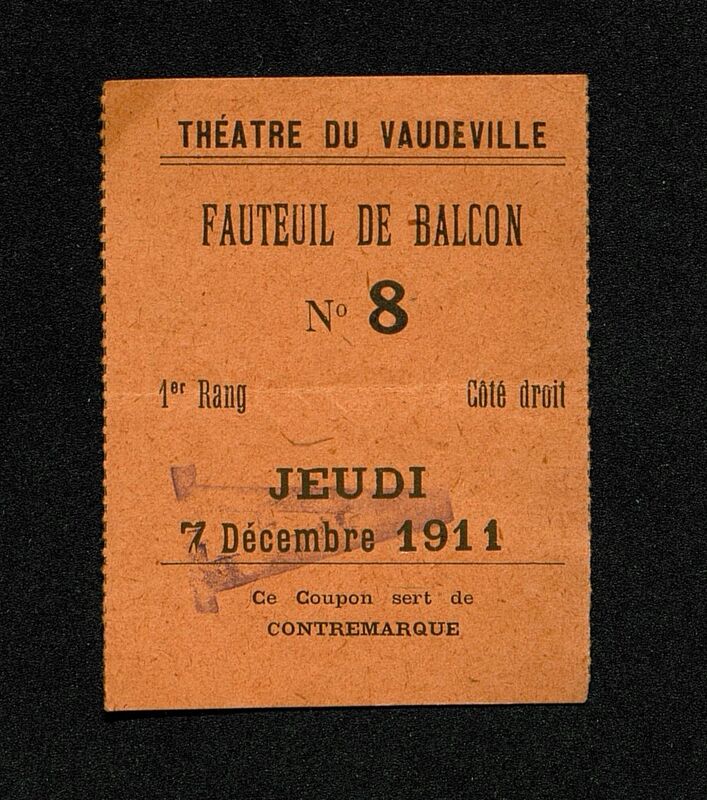 THÉATRE DU VAUDEVILLE
FAUTEUIL DE BALCON
Nº 8
1er Rang Côté droit
JEUDI
7 Décembre 1911
Ce Coupon sert de
CONTREMARQUE